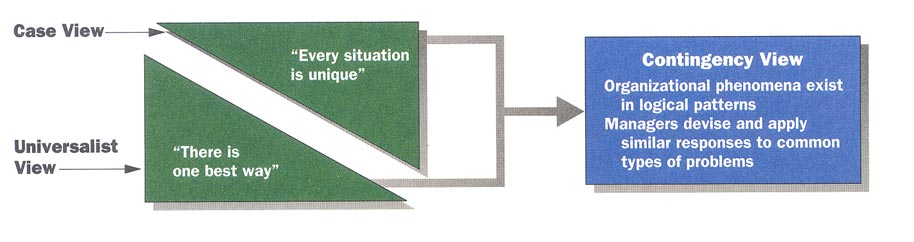 Case View
“Every situation
is unique”
Universalist
View
“There is
one best way”
Contingency View
Organizational phenomena exist
in logical patterns
Managers devise and apply
similar responses to common
types of problems